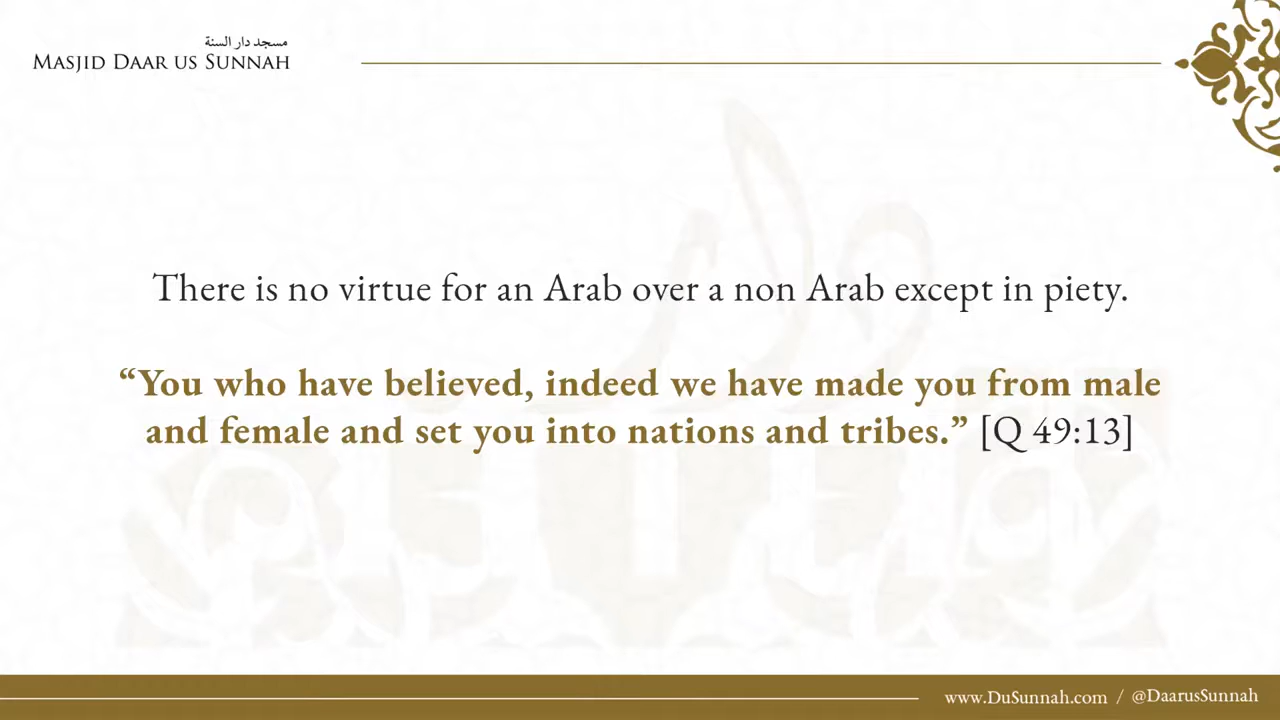 مسجد دار السنة
MASJID DAAR US SUNNAH
There is no virtue for an Arab over a non Arab except in piety.
“You who have believed, indeed we have made you from male
and female and set you into nations and tribes.” [Q 49:13]
www.DuSunnah.com / @DaarusSunnah